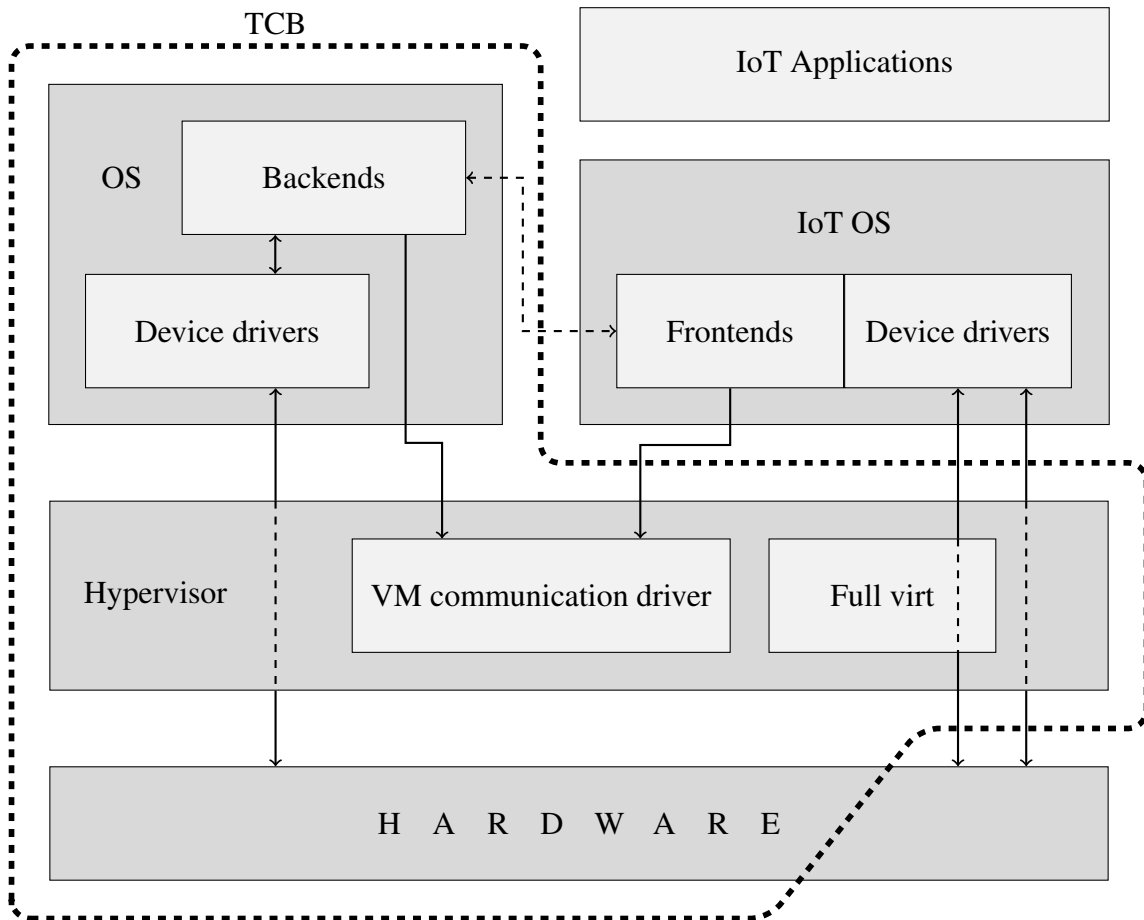 TCB
IoT Applications
OS
Backends
IoT OS
Device drivers
Frontends
Device drivers
Hypervisor
VM communication driver
Full virt
H A R D W A R E